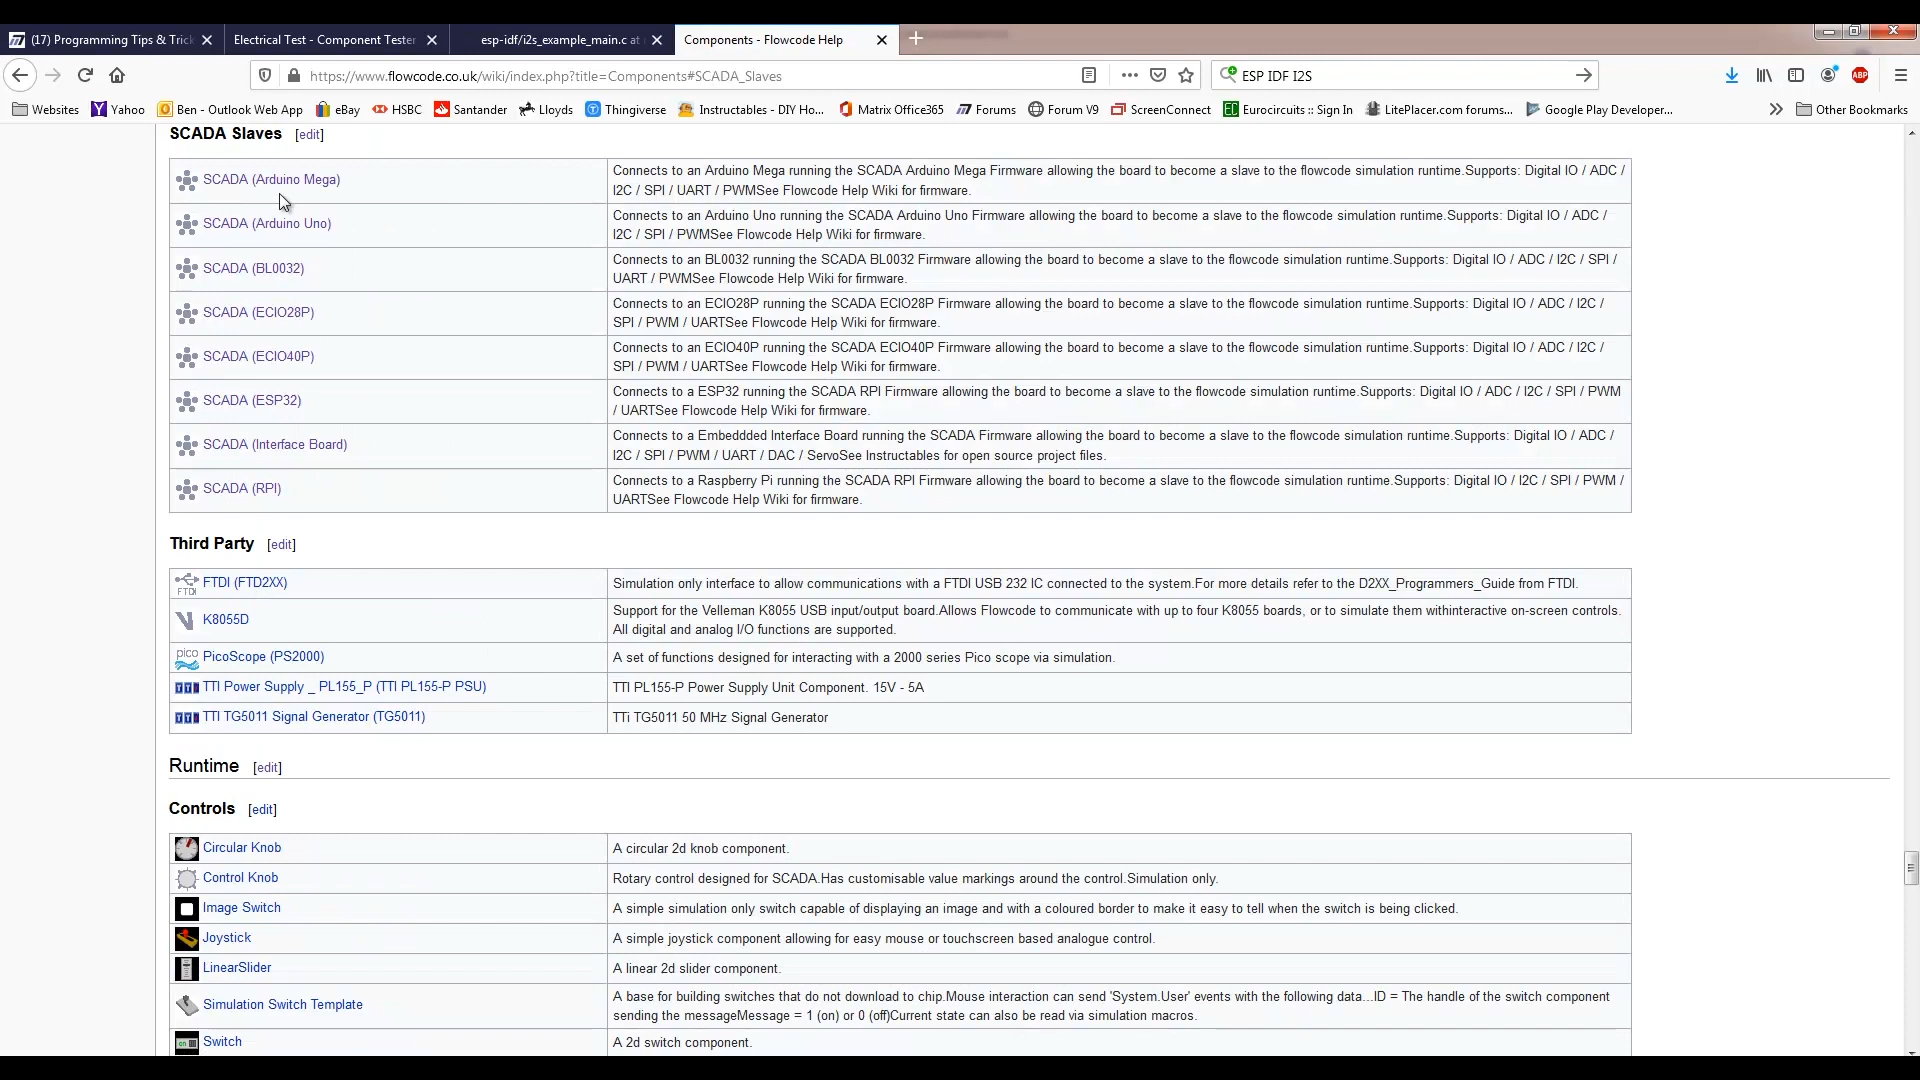 (17) Programming Tips & Trick
Electrical Test - Component Tester
esp-idf/i2s_example_main.c at
Components - Flowcode Help
https://www.flowcode.co.uk/wiki/index.php?title=Components#SCADA_Slaves
ESP IDF I2S
ABP
Websites
Yahoo
Ben - Outlook Web App
eBay
HSBC
Santander
Lloyds
Thingiverse
Instructables - DIY Ho...
Matrix Office365
Forums
Forum V9
ScreenConnect
Eurocircuits :: Sign In
LitePlacer.com forums...
Google Play Developer...
Other Bookmarks
SCADA Slaves [edit]
SCADA (Arduino Mega)
Connects to an Arduino Mega running the SCADA Arduino Mega Firmware allowing the board to become a slave to the flowcode simulation runtime.Supports: Digital IO / ADC /
I2C / SPI / UART / PWMSee Flowcode Help Wiki for firmware.
SCADA (Arduino Uno)
Connects to an Arduino Uno running the SCADA Arduino Uno Firmware allowing the board to become a slave to the flowcode simulation runtime.Supports: Digital IO / ADC /
I2C / SPI / PWMSee Flowcode Help Wiki for firmware.
SCADA (BL0032)
Connects to an BL0032 running the SCADA BL0032 Firmware allowing the board to become a slave to the flowcode simulation runtime.Supports: Digital IO / ADC / I2C / SPI /
UART / PWMSee Flowcode Help Wiki for firmware.
SCADA (ECIO28P)
Connects to an ECIO28P running the SCADA ECIO28P Firmware allowing the board to become a slave to the flowcode simulation runtime.Supports: Digital IO / ADC / I2C /
SPI / PWM / UARTSee Flowcode Help Wiki for firmware.
SCADA (ECIO40P)
Connects to an ECIO40P running the SCADA ECIO40P Firmware allowing the board to become a slave to the flowcode simulation runtime.Supports: Digital IO / ADC / I2C /
SPI / PWM / UARTSee Flowcode Help Wiki for firmware.
SCADA (ESP32)
Connects to a ESP32 running the SCADA RPI Firmware allowing the board to become a slave to the flowcode simulation runtime.Supports: Digital IO / ADC / I2C / SPI / PWM
/ UARTSee Flowcode Help Wiki for firmware.
SCADA (Interface Board)
Connects to a Embeddded Interface Board running the SCADA Firmware allowing the board to become a slave to the flowcode simulation runtime.Supports: Digital IO / ADC /
I2C / SPI / PWM / UART / DAC / ServoSee Instructables for open source project files.
SCADA (RPI)
Connects to a Raspberry Pi running the SCADA RPI Firmware allowing the board to become a slave to the flowcode simulation runtime.Supports: Digital IO / I2C / SPI / PWM /
UARTSee Flowcode Help Wiki for firmware.
Third Party [edit]
FTDI
FTDI (FTD2XX)
Simulation only interface to allow communications with a FTDI USB 232 IC connected to the system.For more details refer to the D2XX_Programmers_Guide from FTDI.
K8055D
Support for the Velleman K8055 USB input/output board.Allows Flowcode to communicate with up to four K8055 boards, or to simulate them withinteractive on-screen controls.
All digital and analog I/O functions are supported.
pico
PicoScope (PS2000)
A set of functions designed for interacting with a 2000 series Pico scope via simulation.
TTI Power Supply _ PL155_P (TTI PL155-P PSU)
TTI PL155-P Power Supply Unit Component. 15V - 5A
TTI TG5011 Signal Generator (TG5011)
TTi TG5011 50 MHz Signal Generator
Runtime [edit]
Controls [edit]
Circular Knob
A circular 2d knob component.
Control Knob
Rotary control designed for SCADA.Has customisable value markings around the control.Simulation only.
Image Switch
A simple simulation only switch capable of displaying an image and with a coloured border to make it easy to tell when the switch is being clicked.
Joystick
A simple joystick component allowing for easy mouse or touchscreen based analogue control.
LinearSlider
A linear 2d slider component.
Simulation Switch Template
A base for building switches that do not download to chip.Mouse interaction can send 'System.User' events with the following data...ID = The handle of the switch component
sending the messageMessage = 1 (on) or 0 (off)Current state can also be read via simulation macros.
Switch
A 2d switch component.